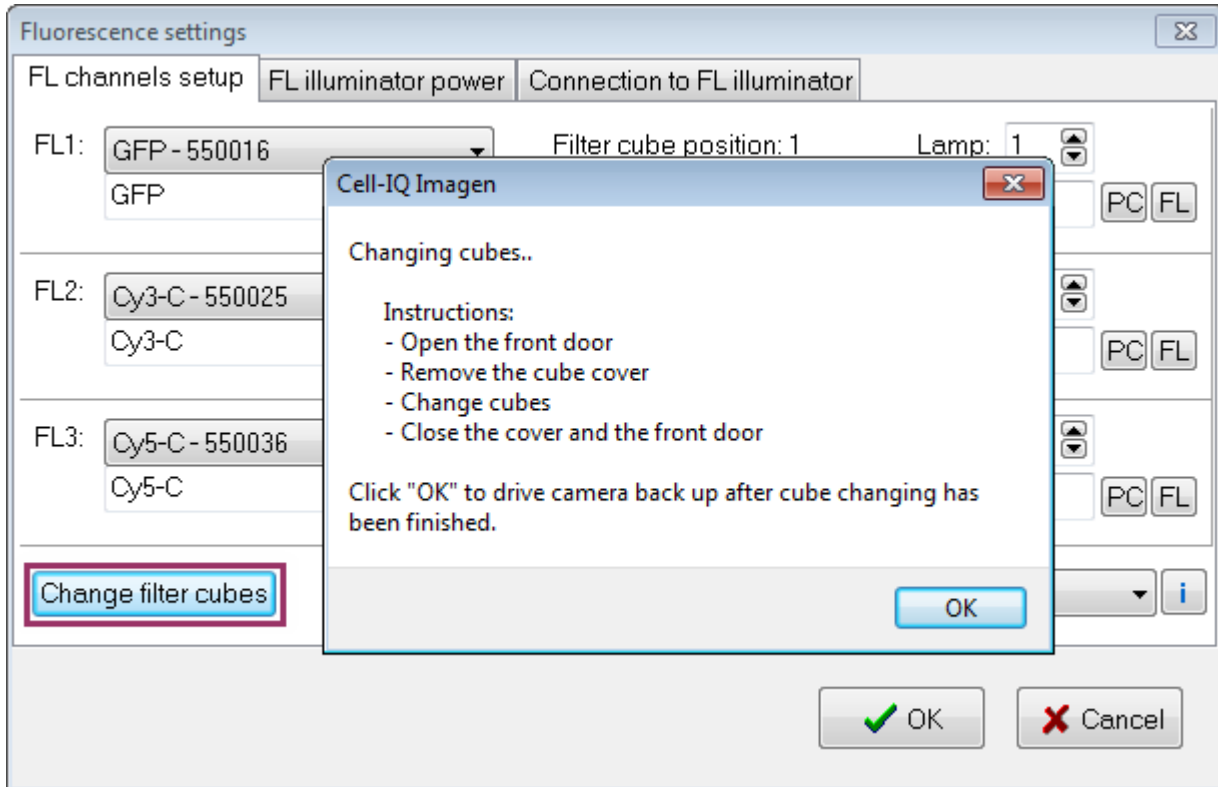 Fluorescence settings
FL channels setup FL illuminator power Connection to FL illuminator
FL1: GFP - 550016 Filter cube position: 1 Lamp: 1
GFP PC FL
Cell-IQ Imagen
Changing cubes..
Instructions:
- Open the front door
- Remove the cube cover
- Change cubes
- Close the cover and the front door
Click "OK" to drive camera back up after cube changing has
been finished.
OK
FL2: Cy3-C - 550025
Cy3-C PC FL
FL3: Cy5-C - 550036
Cy5-C PC FL
Change filter cubes i
OK Cancel